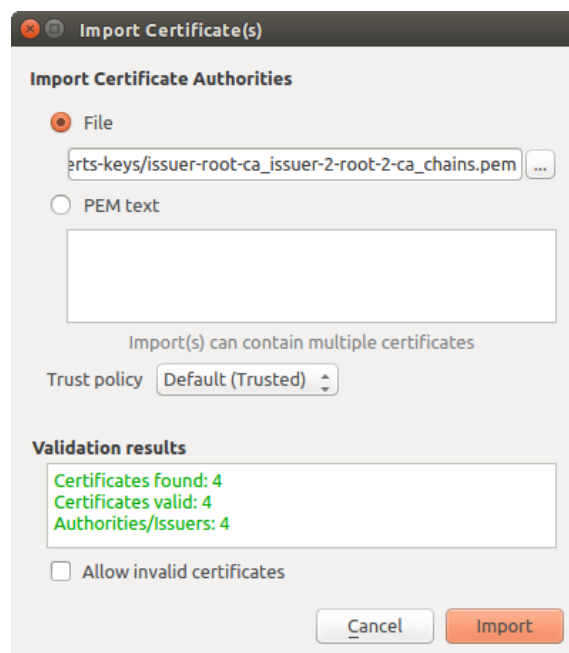 Import Certificate(s)
Import Certificate Authorities
File
erts-keys/issuer-root-ca_issuer-2-root-2-ca_chains.pem
...
PEM text
Import(s) can contain multiple certificates
Trust policy
Default (Trusted)
Validation results
Certificates found: 4
Certificates valid: 4
Authorities/Issuers: 4
Allow invalid certificates
Cancel
Import